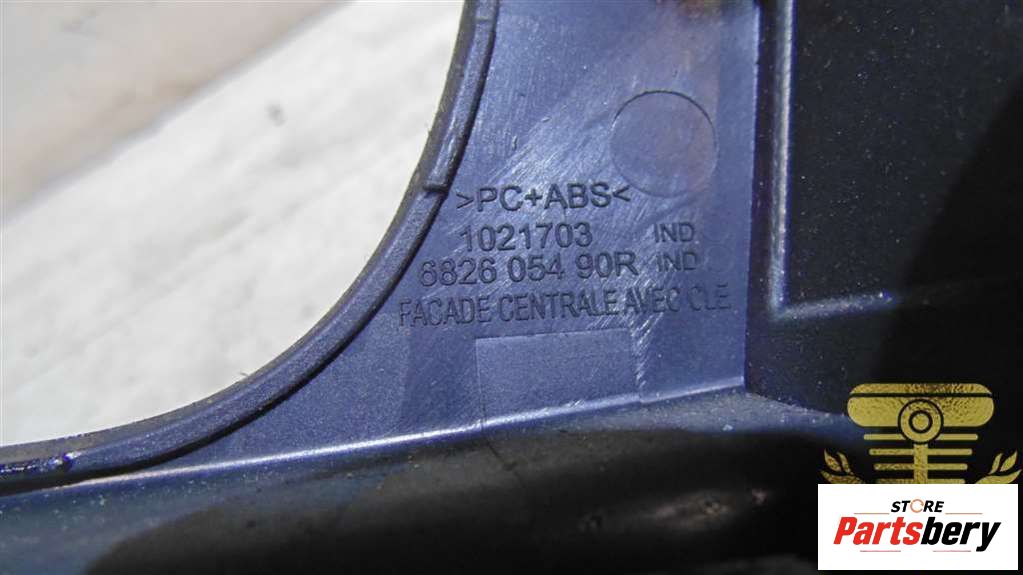 >PC+ABS<
1021703 IND
6826 054 90R IND
FACADE CENTRALE AVEC CLE
STORE
Partsbery